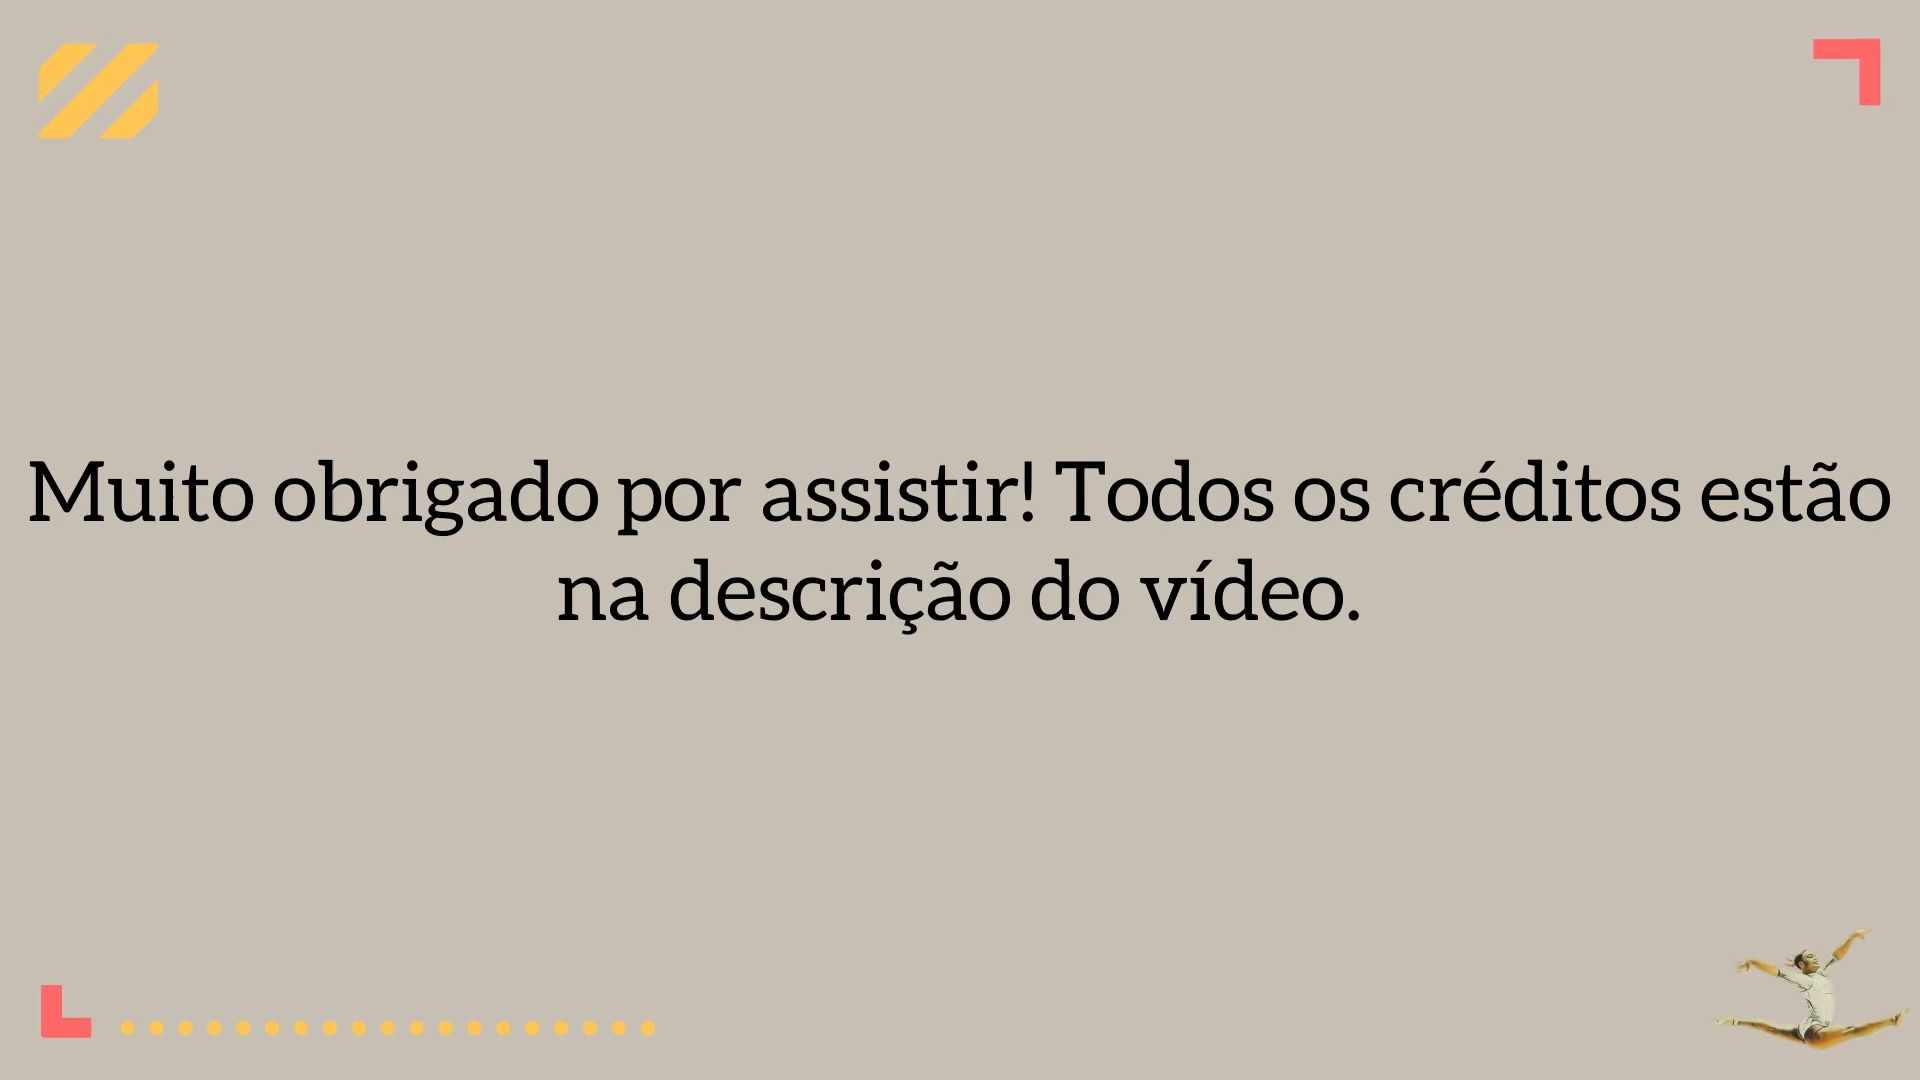 Muito obrigado por assistir! Todos os créditos estão
na descrição do vídeo.